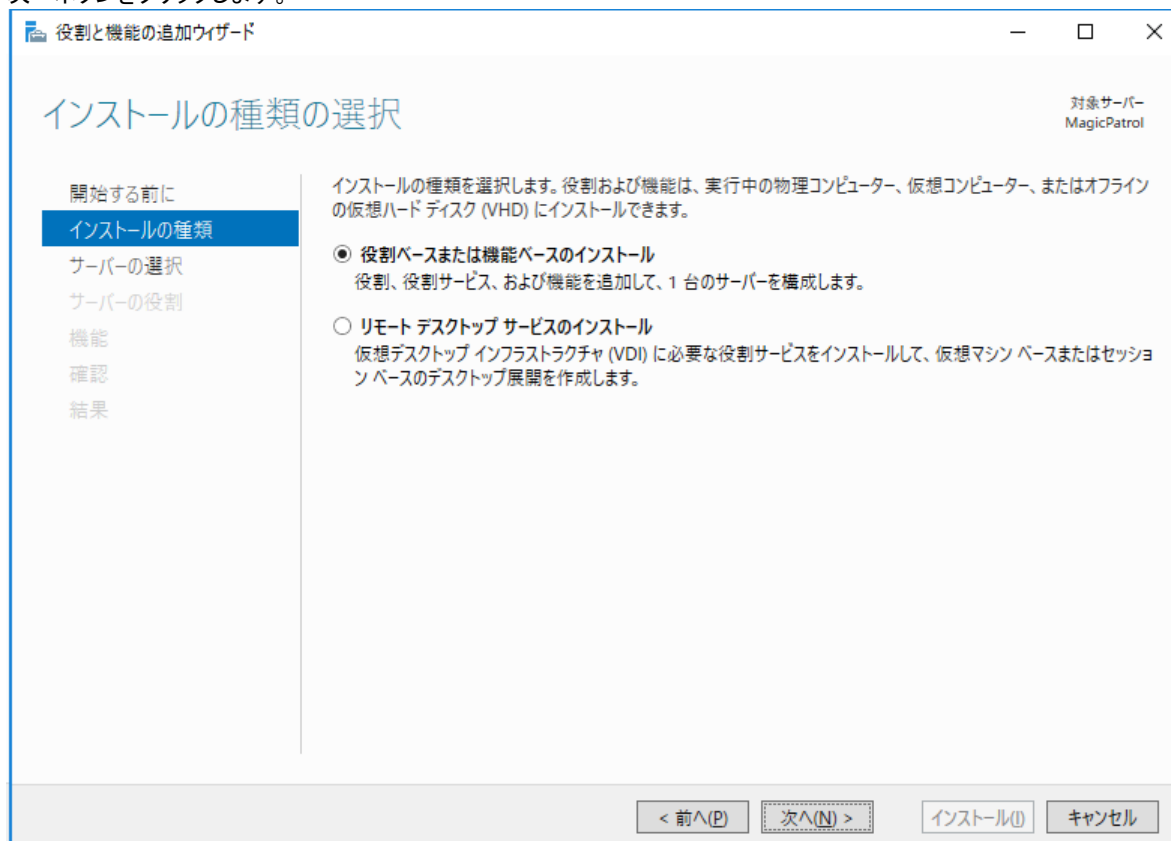 ボタンをクリックします。
役割と機能の追加ウィザード
インストールの種類の選択
対象サーバー
MagicPatrol
開始する前に
インストールの種類
サーバーの選択
サーバーの役割
機能
確認
結果
インストールの種類を選択します。役割および機能は、実行中の物理コンピューター、仮想コンピューター、またはオフライン
の仮想ハード ディスク (VHD) にインストールできます。
役割ベースまたは機能ベースのインストール
役割、役割サービス、および機能を追加して、1 台のサーバーを構成します。
リモート デスクトップ サービスのインストール
仮想デスクトップ インフラストラクチャ (VDI) に必要な役割サービスをインストールして、仮想マシン ベースまたはセッショ
ン ベースのデスクトップ展開を作成します。
< 前へ(P)
次へ(N) >
インストール(I)
キャンセル